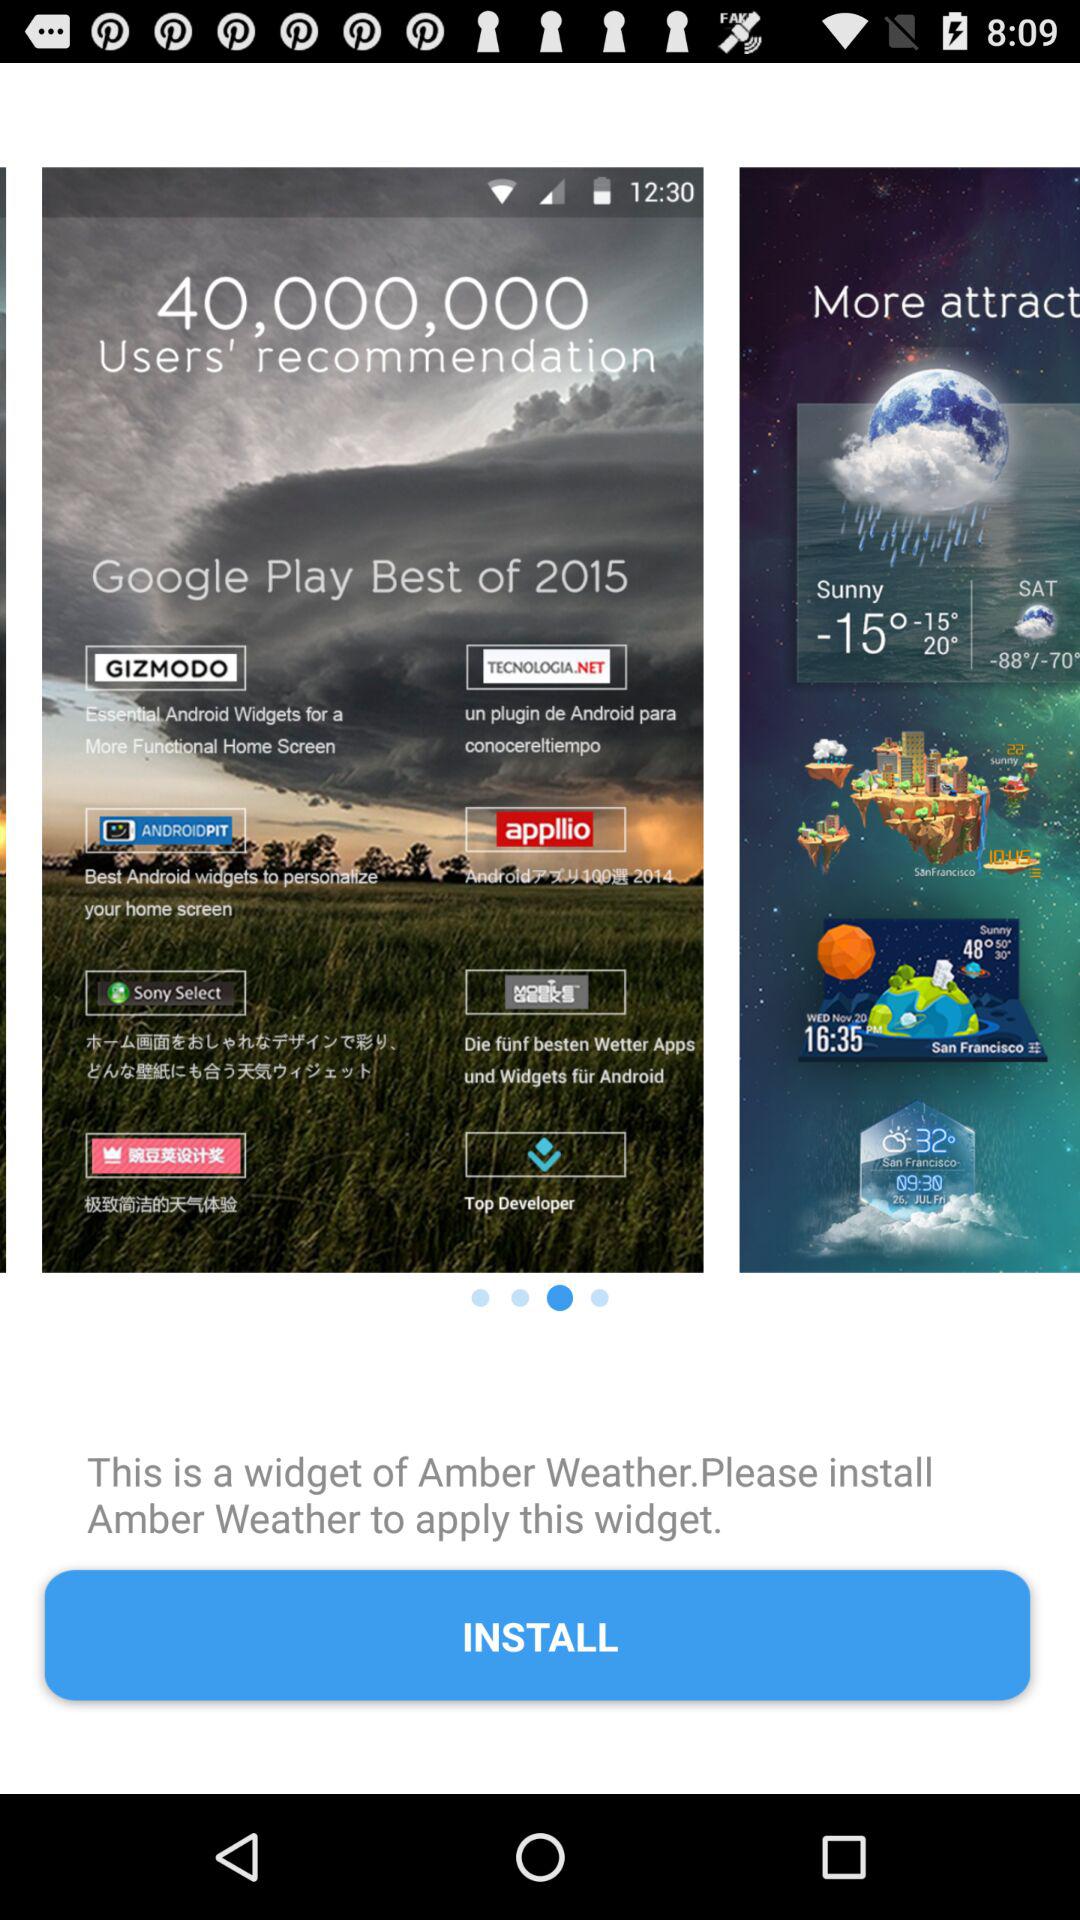 FAKE
8:09
12:30
40,000,000
Users' recommendation
Google Play Best of 2015
GIZMODO
Essential Android Widgets for a
More Functional Home Screen
TECNOLOGIA.NET
un plugin de Android para
conocereltiempo
ANDROIDPIT
Best Android widgets to personalize
your home screen
appllio
Androidアプリ100選 2014
Sony Select
ホーム画面をおしゃれなデザインで彩り、
どんな壁紙にも合う天気ウィジェット
MOBILE GEEKS™
Die fünf besten Wetter Apps
und Widgets für Android
豌豆荚设计奖
极致简洁的天气体验
Top Developer
More attract
Sunny
-15° -15°
20°
SAT
-88°/-70°
22
sunny
10:45
SanFrancisco
Sunny
48° 50°
30°
WED Nov.20
16:35 PM
San Francisco
32°
San Francisco
09:30
26, JUL Fri
This is a widget of Amber Weather.Please install
Amber Weather to apply this widget.
INSTALL